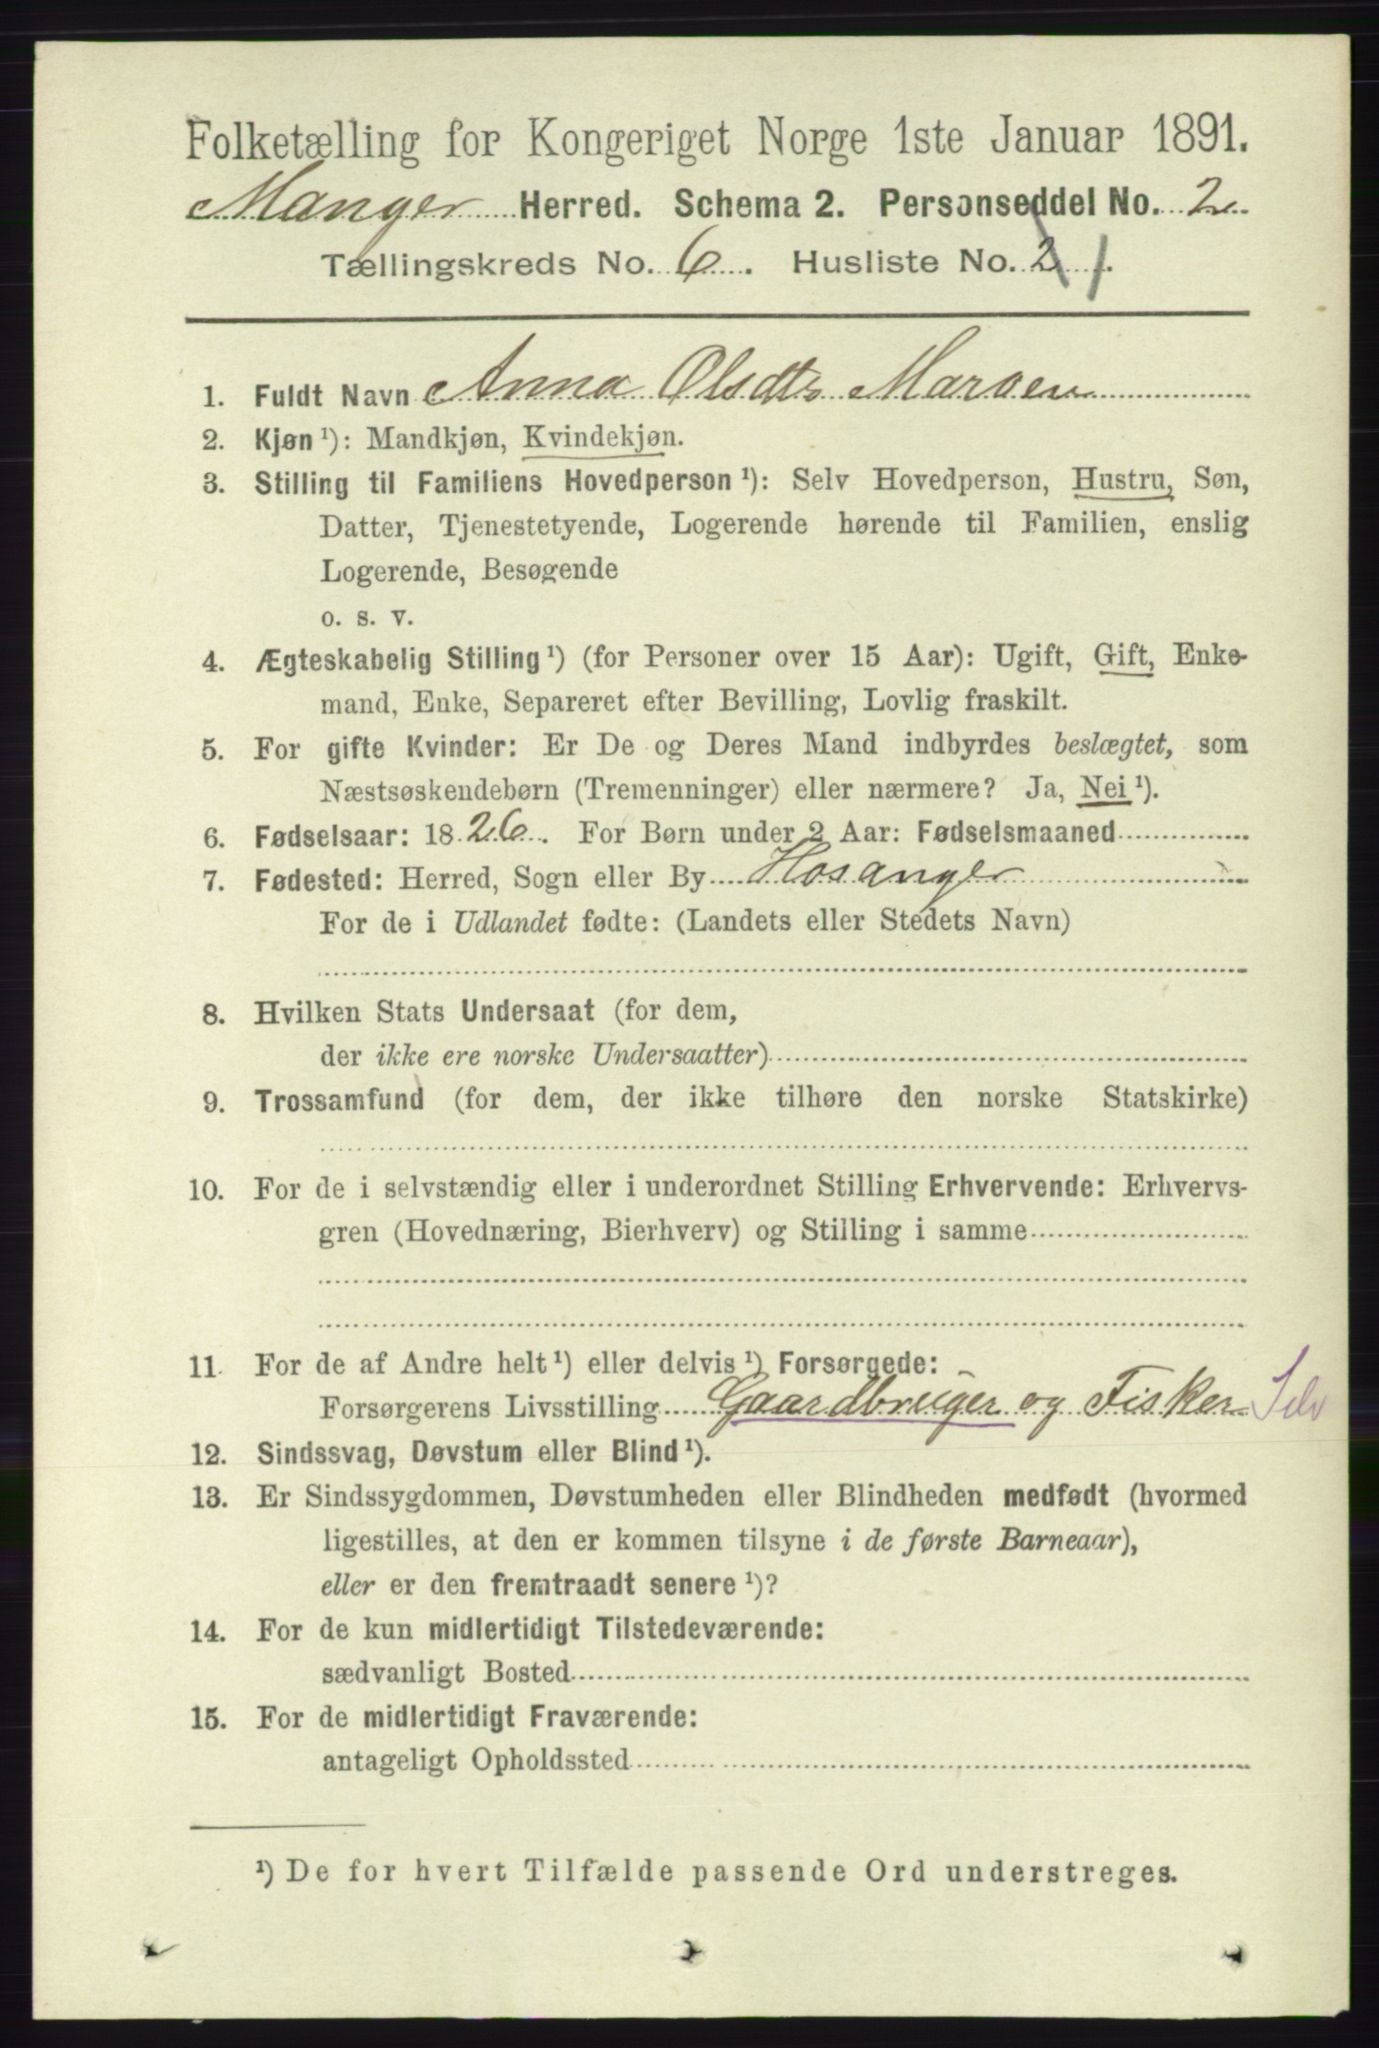 Folketælling for Kongeriget Norge 1ste Januar 1891.
Manger Herred. Schema 2. Personseddel No. 2
Tællingskreds No. 6. Husliste No. 2 1.
1. Fuldt Navn Anna Olsdtr
2. Kjøn ¹): Mandkjøn, Kvindekjøn.
3. Stilling til Familiens Hovedperson ¹): Selv Hovedperson, Hustru, Søn,
Datter, Tjenestetyende, Logerende hørende til Familien, enslig
Logerende, Besøgende
o. s. v.
4. Ægteskabelig Stilling ¹) (for Personer over 15 Aar): Ugift, Gift, Enke-
mand, Enke, Separeret efter Bevilling, Lovlig fraskilt.
5. For gifte Kvinder: Er De og Deres Mand indbyrdes beslægtet, som
Næstsøskendebørn (Tremenninger) eller nærmere? Ja, Nei ¹).
6. Fødselsaar: 1826. For Børn under 2 Aar: Fødselsmaaned
7. Fødested: Herred, Sogn eller By Hosanger
For de i Udlandet fødte: (Landets eller Stedets Navn)
8. Hvilken Stats Undersaat (for dem,
der ikke ere norske Undersaatter)
9. Trossamfund (for dem, der ikke tilhøre den norske Statskirke)
10. For de i selvstændig eller i underordnet Stilling Erhvervende: Erhvervs-
gren (Hovednæring, Bierhverv) og Stilling i samme
11. For de af Andre helt ¹) eller delvis ¹) Forsørgede:
Forsørgerens Livsstilling Gaardbruger og Fisker Selv
12. Sindssvag, Døvstum eller Blind ¹).
13. Er Sindssygdommen, Døvstumheden eller Blindheden medfødt (hvormed
ligestilles, at den er kommen tilsyne i de første Barneaar),
eller er den fremtraadt senere ¹)?
14. For de kun midlertidigt Tilstedeværende:
sædvanligt Bosted
15. For de midlertidigt Fraværende:
antageligt Opholdssted
¹) De for hvert Tilfælde passende Ord understreges.